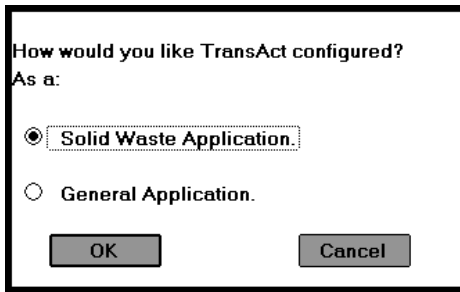 How would you like TransAct configured?
As a:
Solid Waste Application.
General Application.
OK Cancel